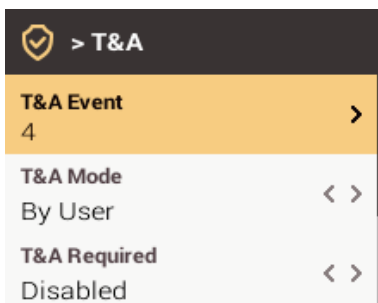 > T&A
T&A Event
4
T&A Mode
By User
T&A Required
Disabled